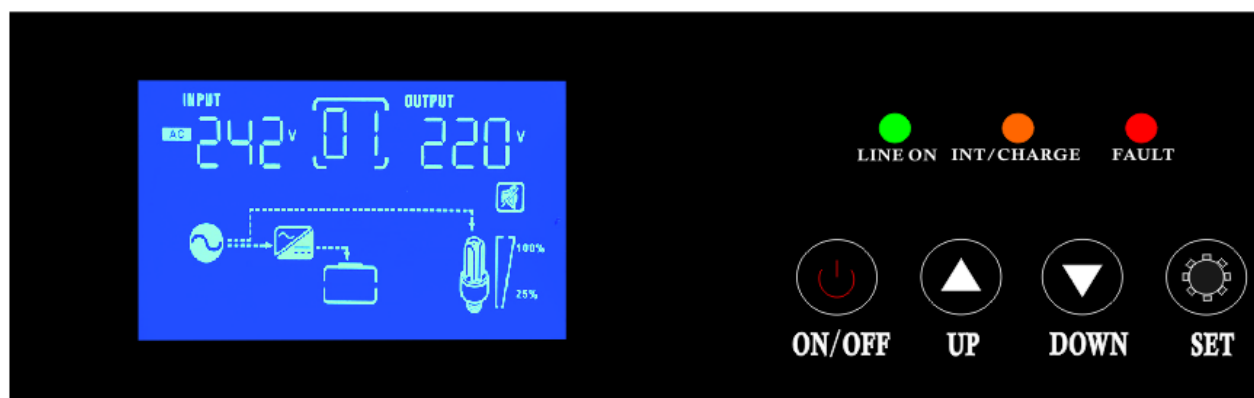 INPUT
OUTPUT
AC 242 V
01
220 V
100%
25%
LINE ON
INT/CHARGE
FAULT
ON/OFF
UP
DOWN
SET